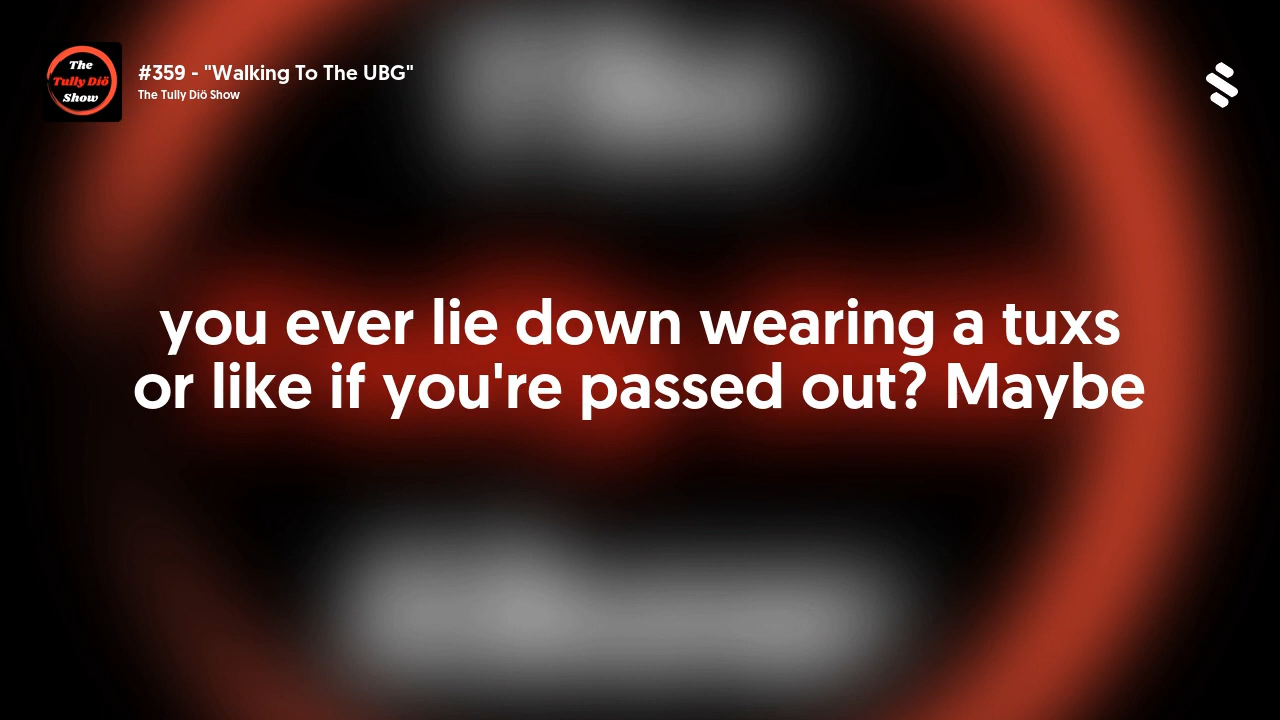 The
Tully Diö
Show
#359 - "Walking To The UBG"
The Tully Diö Show
you ever lie down wearing a tuxs
or like if you're passed out? Maybe